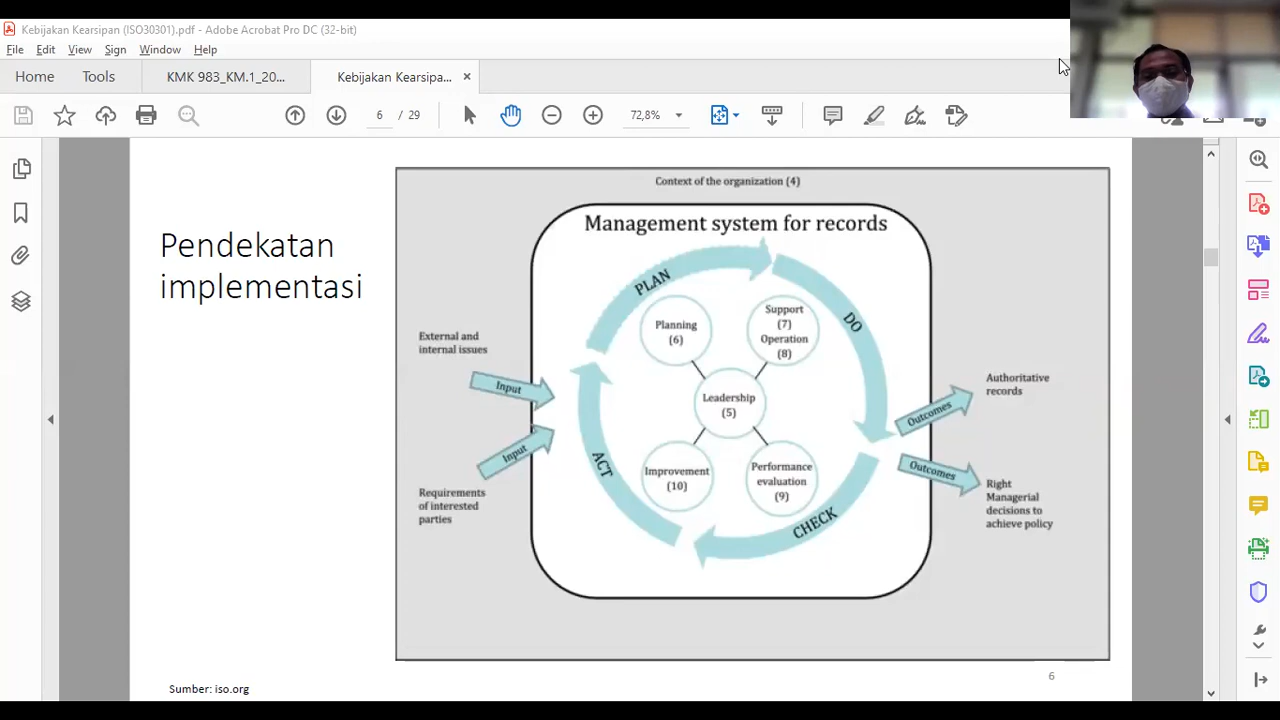 Kebijakan Kearsipan (ISO30301).pdf - Adobe Acrobat Pro DC (32-bit)
File Edit View Sign Window Help
Home Tools KMK 983_KM.1_20... Kebijakan Kearsipa... ×
6 / 29 72,8%
Context of the organization (4)
Management system for records
Pendekatan
implementasi
PLAN
DO
CHECK
ACT
Planning
(6)
Support
(7)
Operation
(8)
Leadership
(5)
Improvement
(10)
Performance
evaluation
(9)
External and
internal issues
Input
Input
Requirements
of interested
parties
Outcomes
Authoritative
records
Outcomes
Right
Managerial
decisions to
achieve policy
6
Sumber: iso.org